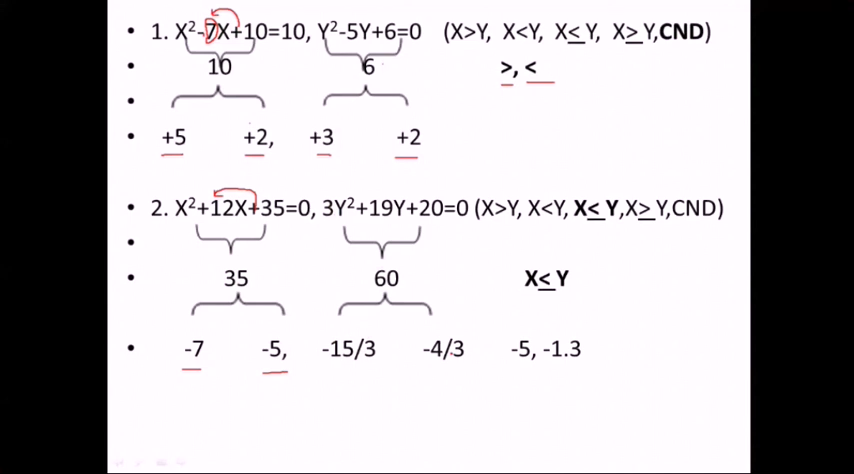 • 1. X²-7X+10=10, Y²-5Y+6=0 (X>Y, X<Y, X≤Y, X≥Y,CND)
• 10 6 >, <
•
• +5 +2, +3 +2
• 2. X²+12X+35=0, 3Y²+19Y+20=0 (X>Y, X<Y, X≤Y,X≥Y,CND)
•
• 35 60 X≤Y
• -7 -5, -15/3 -4/3 -5, -1.3